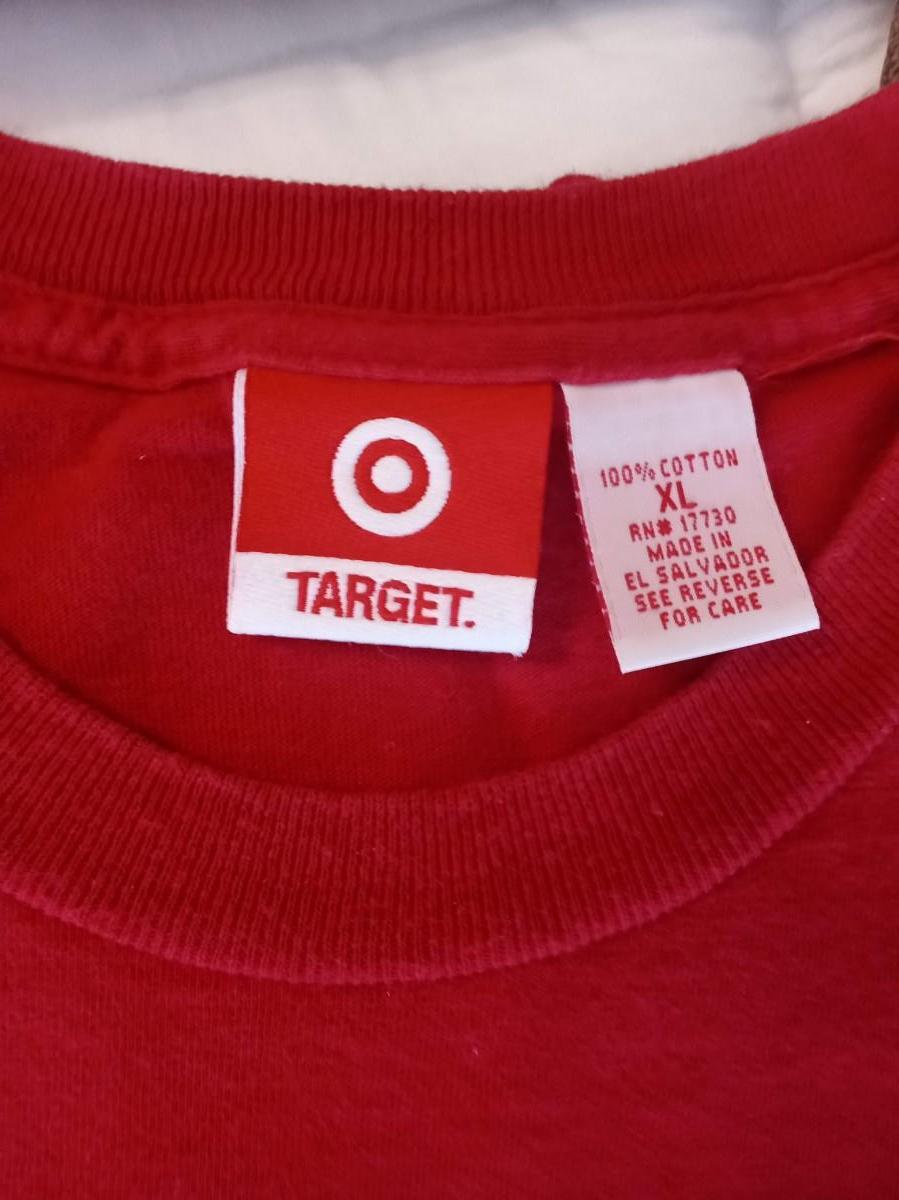 TARGET.
100% COTTON
XL
RN# 17730
MADE IN
EL SALVADOR
SEE REVERSE
FOR CARE